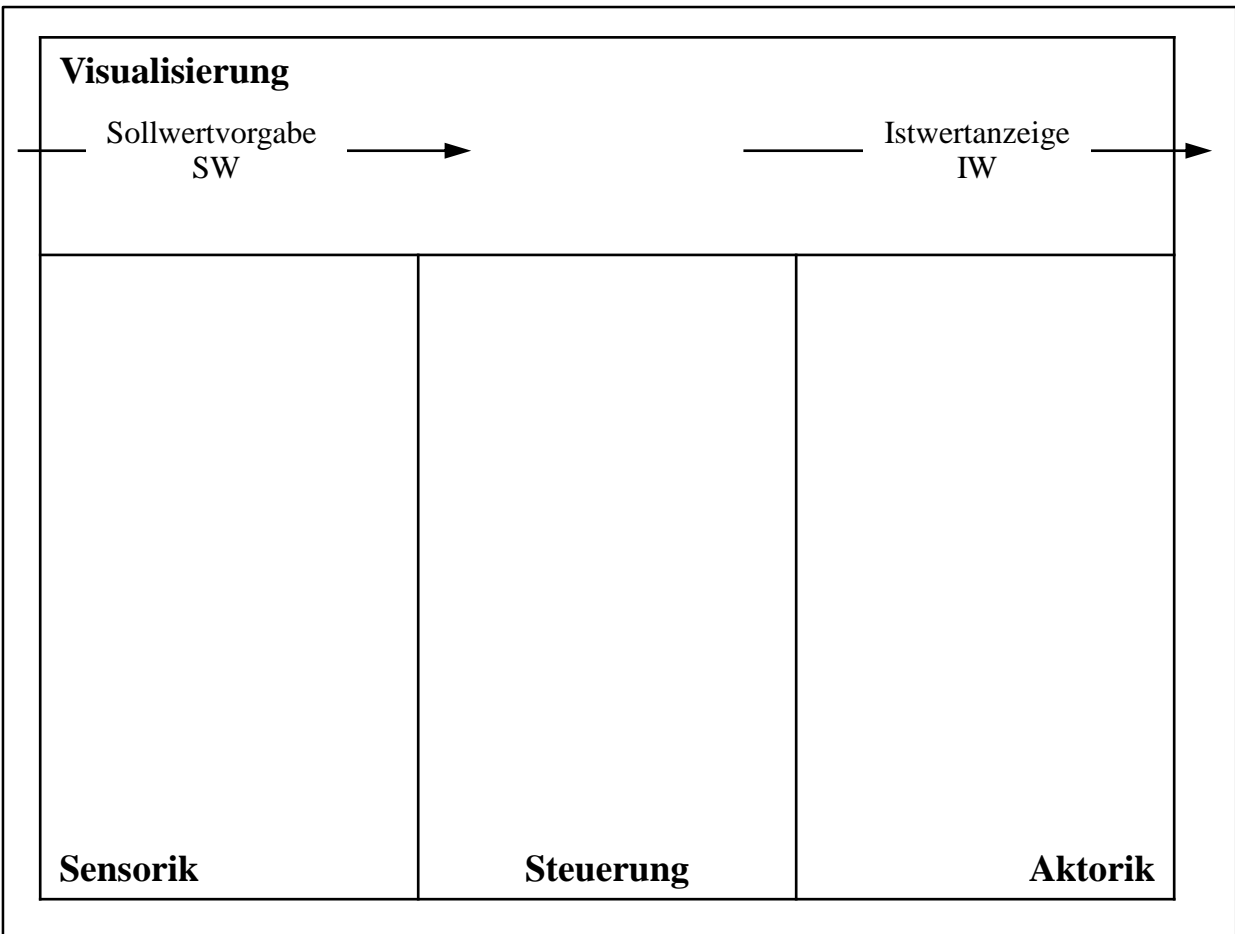 Visualisierung
Sollwertvorgabe
SW
Istwertanzeige
IW
Sensorik
Steuerung
Aktorik